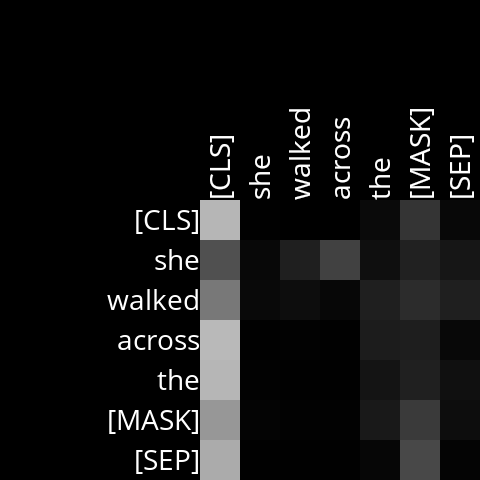 [CLS] she walked across the [MASK] [SEP]
[CLS]
she
walked
across
the
[MASK]
[SEP]